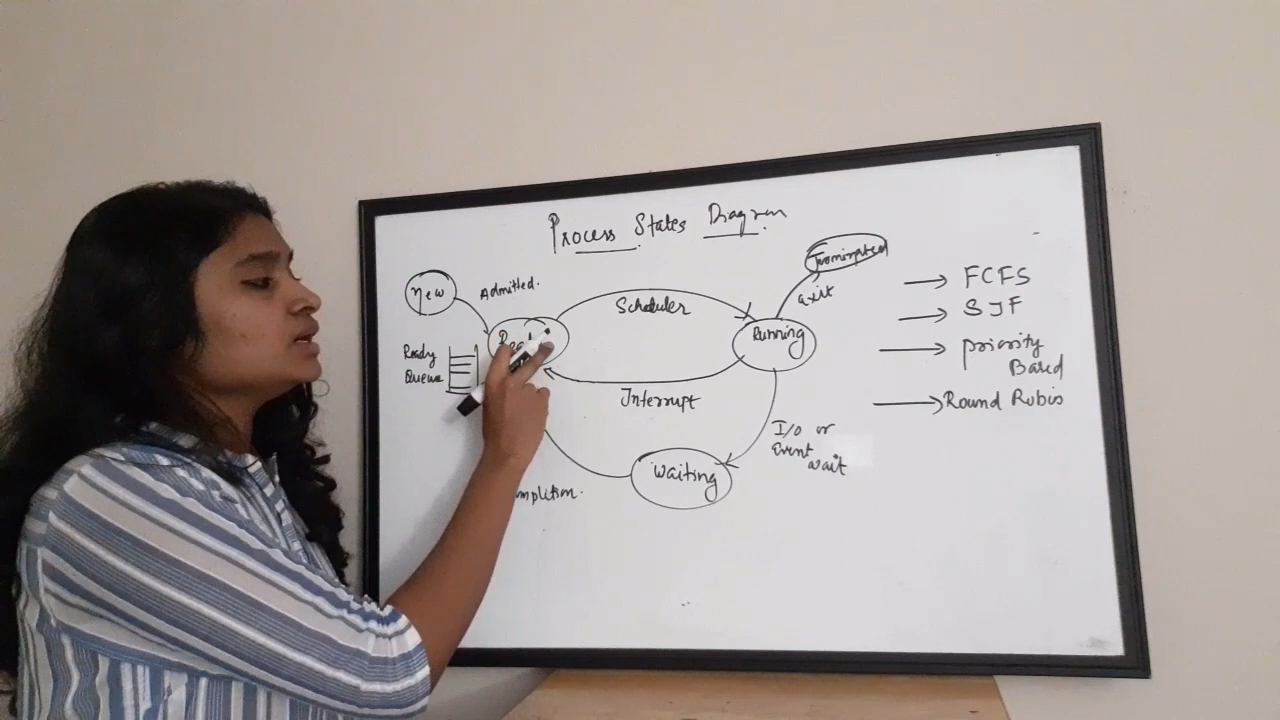 Process States Diagram
new
Admitted.
Ready
Queue
Scheduler
Interrupt
Running
exit
I/O or
Event
wait
Waiting
mpletion.
FCFS
SJF
priority
Based
Round Robin